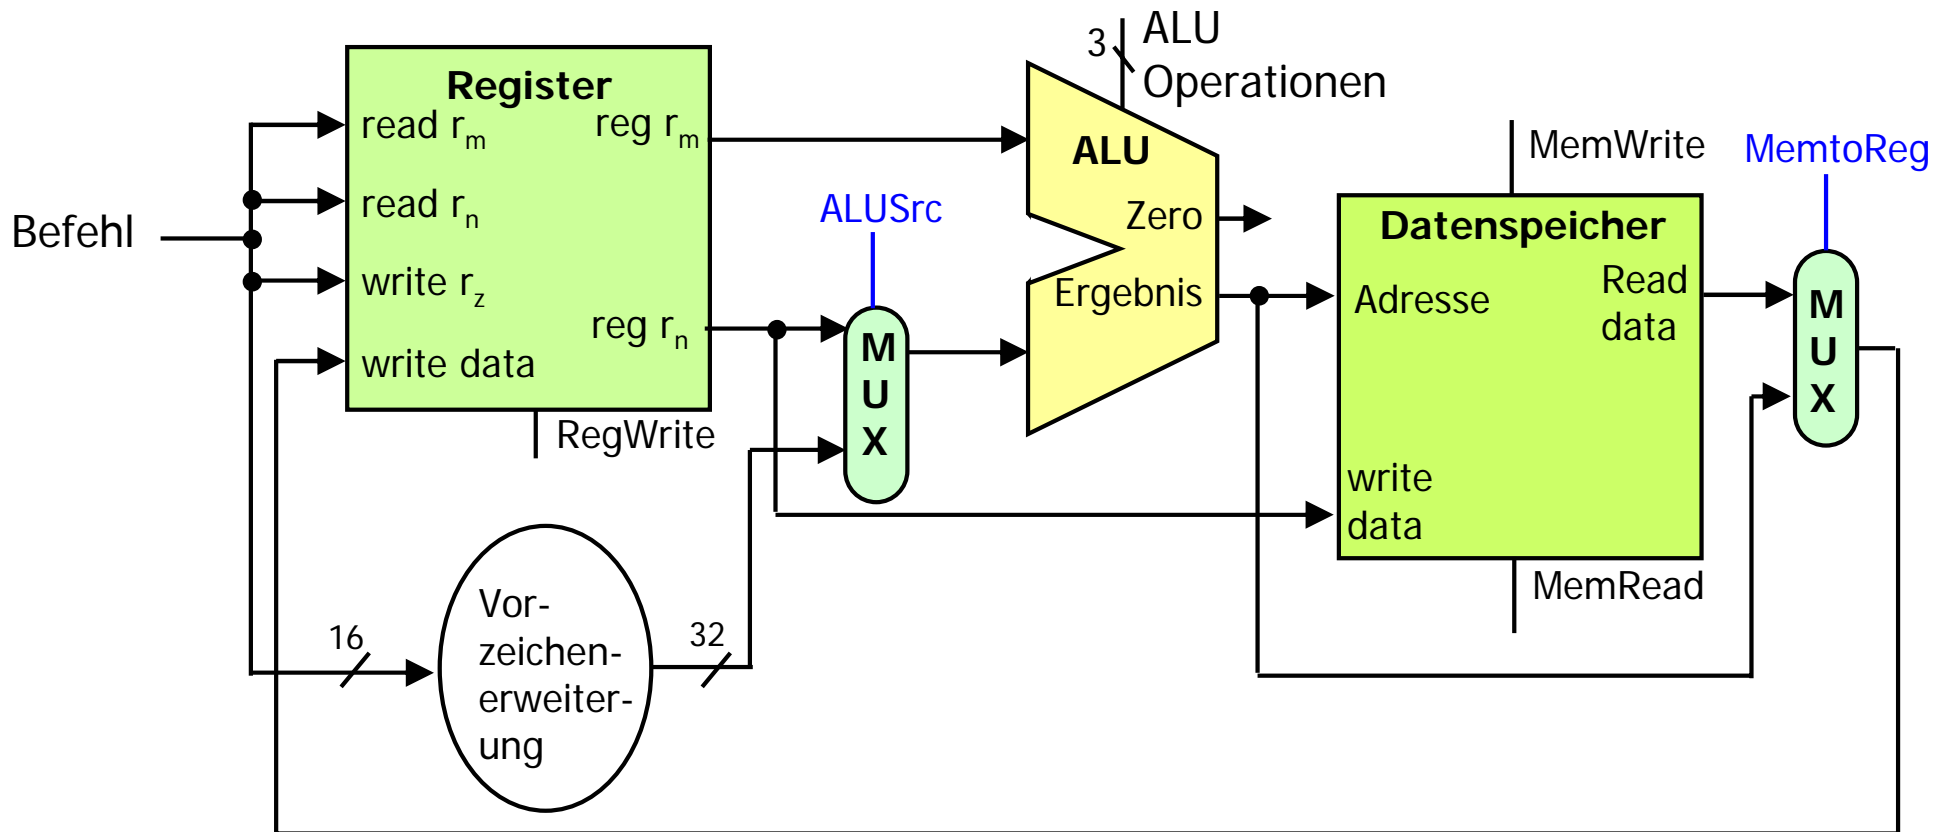 Befehl
Register
read rm
read rn
write rz
write data
reg rm
reg rn
RegWrite
16
Vor-
zeichen-
erweiter-
ung
32
ALUSrc
M
U
X
3
ALU
Operationen
ALU
Zero
Ergebnis
MemWrite
Datenspeicher
Adresse
Read
data
write
data
MemRead
MemtoReg
M
U
X